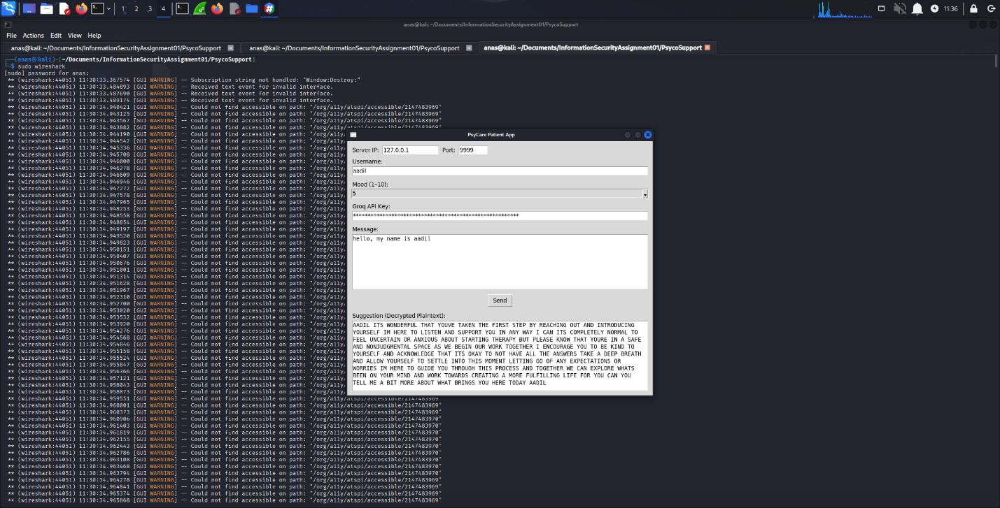 1 2 3 4 11:36
anas@kali: ~/Documents/InformationSecurityAssignment01/PsycoSupport
File Actions Edit View Help
anas@kali: ~/Documents/InformationSecurityAssignment01/PsycoSupport anas@kali: ~/Documents/InformationSecurityAssignment01/PsycoSupport anas@kali: ~/Documents/InformationSecurityAssignment01/PsycoSupport
(anas㉿kali)-[~/Documents/InformationSecurityAssignment01/PsycoSupport]
$ sudo wireshark
[sudo] password for anas:
** (wireshark:44051) 11:30:33.367574 [GUI WARNING] -- Subscription string not handled: "Window:Destroy:"
** (wireshark:44051) 11:30:33.484893 [GUI WARNING] -- Received text event for invalid interface.
** (wireshark:44051) 11:30:33.487690 [GUI WARNING] -- Received text event for invalid interface.
** (wireshark:44051) 11:30:33.489174 [GUI WARNING] -- Received text event for invalid interface.
** (wireshark:44051) 11:30:34.940421 [GUI WARNING] -- Could not find accessible on path: "/org/a11y/atspi/accessible/2147483969"
** (wireshark:44051) 11:30:34.943125 [GUI WARNING] -- Could not find accessible on path: "/org/a11y/atspi/accessible/2147483969"
** (wireshark:44051) 11:30:34.943567 [GUI WARNING] -- Could not find accessible on path: "/org/a11y/atspi/accessible/2147483969"
** (wireshark:44051) 11:30:34.943882 [GUI WARNING] -- Could not find accessible on path: "/org/a11y/atspi/accessible/2147483969"
** (wireshark:44051) 11:30:34.944190 [GUI WARNING] -- Could not find accessible on path: "/org/a11y/
** (wireshark:44051) 11:30:34.944542 [GUI WARNING] -- Could not find accessible on path: "/org/a11y/
** (wireshark:44051) 11:30:34.945336 [GUI WARNING] -- Could not find accessible on path: "/org/a11y/
** (wireshark:44051) 11:30:34.945708 [GUI WARNING] -- Could not find accessible on path: "/org/a11y/
** (wireshark:44051) 11:30:34.946000 [GUI WARNING] -- Could not find accessible on path: "/org/a11y/
** (wireshark:44051) 11:30:34.946278 [GUI WARNING] -- Could not find accessible on path: "/org/a11y/
** (wireshark:44051) 11:30:34.946609 [GUI WARNING] -- Could not find accessible on path: "/org/a11y/
** (wireshark:44051) 11:30:34.946946 [GUI WARNING] -- Could not find accessible on path: "/org/a11y/
** (wireshark:44051) 11:30:34.947272 [GUI WARNING] -- Could not find accessible on path: "/org/a11y/
** (wireshark:44051) 11:30:34.947578 [GUI WARNING] -- Could not find accessible on path: "/org/a11y/
** (wireshark:44051) 11:30:34.947965 [GUI WARNING] -- Could not find accessible on path: "/org/a11y/
** (wireshark:44051) 11:30:34.948253 [GUI WARNING] -- Could not find accessible on path: "/org/a11y/
** (wireshark:44051) 11:30:34.948558 [GUI WARNING] -- Could not find accessible on path: "/org/a11y/
** (wireshark:44051) 11:30:34.948854 [GUI WARNING] -- Could not find accessible on path: "/org/a11y/
** (wireshark:44051) 11:30:34.949197 [GUI WARNING] -- Could not find accessible on path: "/org/a11y/
** (wireshark:44051) 11:30:34.949520 [GUI WARNING] -- Could not find accessible on path: "/org/a11y/
** (wireshark:44051) 11:30:34.949823 [GUI WARNING] -- Could not find accessible on path: "/org/a11y/
** (wireshark:44051) 11:30:34.950151 [GUI WARNING] -- Could not find accessible on path: "/org/a11y/
** (wireshark:44051) 11:30:34.950407 [GUI WARNING] -- Could not find accessible on path: "/org/a11y/
** (wireshark:44051) 11:30:34.950676 [GUI WARNING] -- Could not find accessible on path: "/org/a11y/
** (wireshark:44051) 11:30:34.951001 [GUI WARNING] -- Could not find accessible on path: "/org/a11y/
** (wireshark:44051) 11:30:34.951314 [GUI WARNING] -- Could not find accessible on path: "/org/a11y/
** (wireshark:44051) 11:30:34.951628 [GUI WARNING] -- Could not find accessible on path: "/org/a11y/
** (wireshark:44051) 11:30:34.951967 [GUI WARNING] -- Could not find accessible on path: "/org/a11y/
** (wireshark:44051) 11:30:34.952310 [GUI WARNING] -- Could not find accessible on path: "/org/a11y/
** (wireshark:44051) 11:30:34.952700 [GUI WARNING] -- Could not find accessible on path: "/org/a11y/
** (wireshark:44051) 11:30:34.953020 [GUI WARNING] -- Could not find accessible on path: "/org/a11y/
** (wireshark:44051) 11:30:34.953532 [GUI WARNING] -- Could not find accessible on path: "/org/a11y/
** (wireshark:44051) 11:30:34.953920 [GUI WARNING] -- Could not find accessible on path: "/org/a11y/
** (wireshark:44051) 11:30:34.954276 [GUI WARNING] -- Could not find accessible on path: "/org/a11y/
** (wireshark:44051) 11:30:34.954568 [GUI WARNING] -- Could not find accessible on path: "/org/a11y/
** (wireshark:44051) 11:30:34.954846 [GUI WARNING] -- Could not find accessible on path: "/org/a11y/
** (wireshark:44051) 11:30:34.955158 [GUI WARNING] -- Could not find accessible on path: "/org/a11y/
** (wireshark:44051) 11:30:34.955524 [GUI WARNING] -- Could not find accessible on path: "/org/a11y/
** (wireshark:44051) 11:30:34.955847 [GUI WARNING] -- Could not find accessible on path: "/org/a11y/
** (wireshark:44051) 11:30:34.956366 [GUI WARNING] -- Could not find accessible on path: "/org/a11y/
** (wireshark:44051) 11:30:34.957121 [GUI WARNING] -- Could not find accessible on path: "/org/a11y/
** (wireshark:44051) 11:30:34.958043 [GUI WARNING] -- Could not find accessible on path: "/org/a11y/
** (wireshark:44051) 11:30:34.958873 [GUI WARNING] -- Could not find accessible on path: "/org/a11y/
** (wireshark:44051) 11:30:34.959551 [GUI WARNING] -- Could not find accessible on path: "/org/a11y/atspi/accessible/2147483969"
** (wireshark:44051) 11:30:34.960001 [GUI WARNING] -- Could not find accessible on path: "/org/a11y/atspi/accessible/2147483969"
** (wireshark:44051) 11:30:34.960373 [GUI WARNING] -- Could not find accessible on path: "/org/a11y/atspi/accessible/2147483969"
** (wireshark:44051) 11:30:34.960906 [GUI WARNING] -- Could not find accessible on path: "/org/a11y/atspi/accessible/2147483970"
** (wireshark:44051) 11:30:34.961403 [GUI WARNING] -- Could not find accessible on path: "/org/a11y/atspi/accessible/2147483970"
** (wireshark:44051) 11:30:34.961819 [GUI WARNING] -- Could not find accessible on path: "/org/a11y/atspi/accessible/2147483970"
** (wireshark:44051) 11:30:34.962155 [GUI WARNING] -- Could not find accessible on path: "/org/a11y/atspi/accessible/2147483970"
** (wireshark:44051) 11:30:34.962443 [GUI WARNING] -- Could not find accessible on path: "/org/a11y/atspi/accessible/2147483970"
** (wireshark:44051) 11:30:34.962786 [GUI WARNING] -- Could not find accessible on path: "/org/a11y/atspi/accessible/2147483970"
** (wireshark:44051) 11:30:34.963108 [GUI WARNING] -- Could not find accessible on path: "/org/a11y/atspi/accessible/2147483970"
** (wireshark:44051) 11:30:34.963468 [GUI WARNING] -- Could not find accessible on path: "/org/a11y/atspi/accessible/2147483970"
** (wireshark:44051) 11:30:34.963794 [GUI WARNING] -- Could not find accessible on path: "/org/a11y/atspi/accessible/2147483970"
** (wireshark:44051) 11:30:34.964278 [GUI WARNING] -- Could not find accessible on path: "/org/a11y/atspi/accessible/2147483969"
** (wireshark:44051) 11:30:34.964841 [GUI WARNING] -- Could not find accessible on path: "/org/a11y/atspi/accessible/2147483969"
** (wireshark:44051) 11:30:34.965374 [GUI WARNING] -- Could not find accessible on path: "/org/a11y/atspi/accessible/2147483969"
** (wireshark:44051) 11:30:34.965868 [GUI WARNING] -- Could not find accessible on path: "/org/a11y/atspi/accessible/2147483969"
PsyCare Patient App
Server IP: 127.0.0.1 Port: 9999
Username:
aadil
Mood (1–10):
5
Groq API Key:
********************************************************
Message:
hello, my name is aadil
Send
Suggestion (Decrypted Plaintext):
AADIL ITS WONDERFUL THAT YOUVE TAKEN THE FIRST STEP BY REACHING OUT AND INTRODUCING
YOURSELF IM HERE TO LISTEN AND SUPPORT YOU IN ANY WAY I CAN ITS COMPLETELY NORMAL TO
FEEL UNCERTAIN OR ANXIOUS ABOUT STARTING THERAPY BUT PLEASE KNOW THAT YOURE IN A SAFE
AND NONJUDGMENTAL SPACE AS WE BEGIN OUR WORK TOGETHER I ENCOURAGE YOU TO BE KIND TO
YOURSELF AND ACKNOWLEDGE THAT ITS OKAY TO NOT HAVE ALL THE ANSWERS TAKE A DEEP BREATH
AND ALLOW YOURSELF TO SETTLE INTO THIS MOMENT LETTING GO OF ANY EXPECTATIONS OR
WORRIES IM HERE TO GUIDE YOU THROUGH THIS PROCESS AND TOGETHER WE CAN EXPLORE WHATS
BEEN ON YOUR MIND AND WORK TOWARDS CREATING A MORE FULFILLING LIFE FOR YOU CAN YOU
TELL ME A BIT MORE ABOUT WHAT BRINGS YOU HERE TODAY AADIL